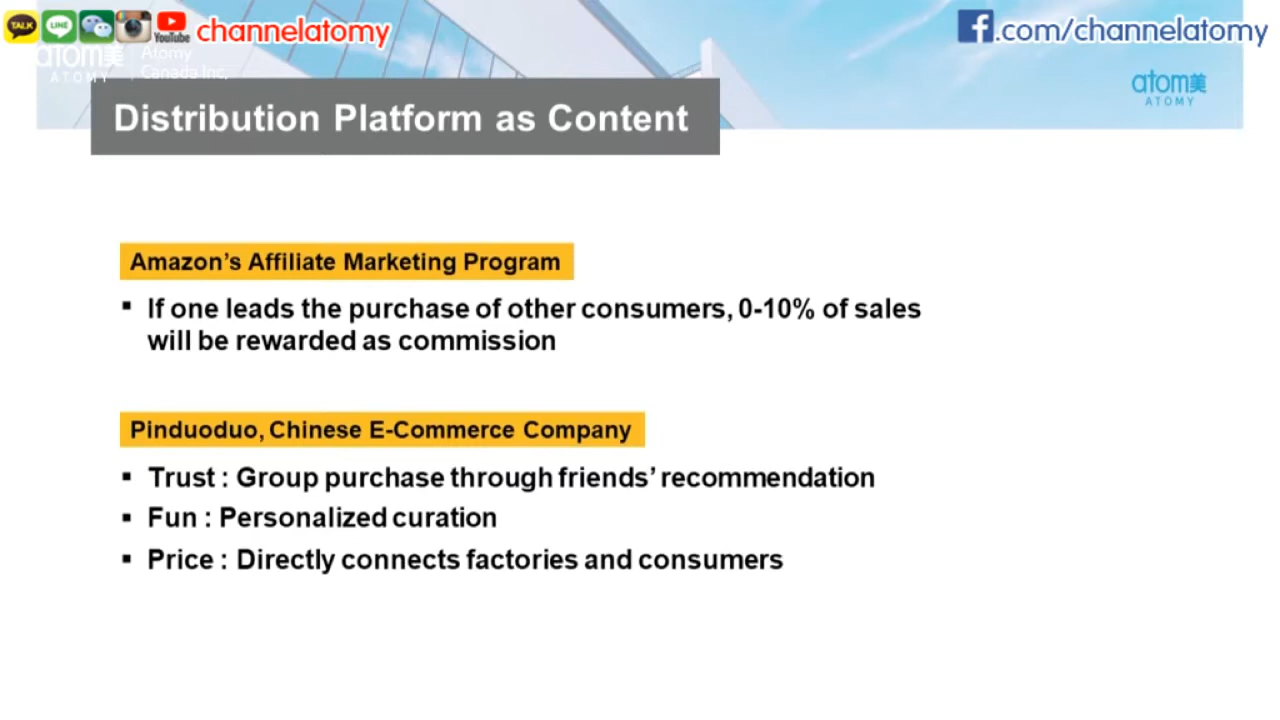 TALK
LINE
YouTube
channelatomy
f.com/channelatomy
atom美
ATOMY
Atomy
Canada Inc.
atom美
ATOMY
Distribution Platform as Content
Amazon’s Affiliate Marketing Program
▪ If one leads the purchase of other consumers, 0-10% of sales
will be rewarded as commission
Pinduoduo, Chinese E-Commerce Company
▪ Trust : Group purchase through friends’ recommendation
▪ Fun : Personalized curation
▪ Price : Directly connects factories and consumers